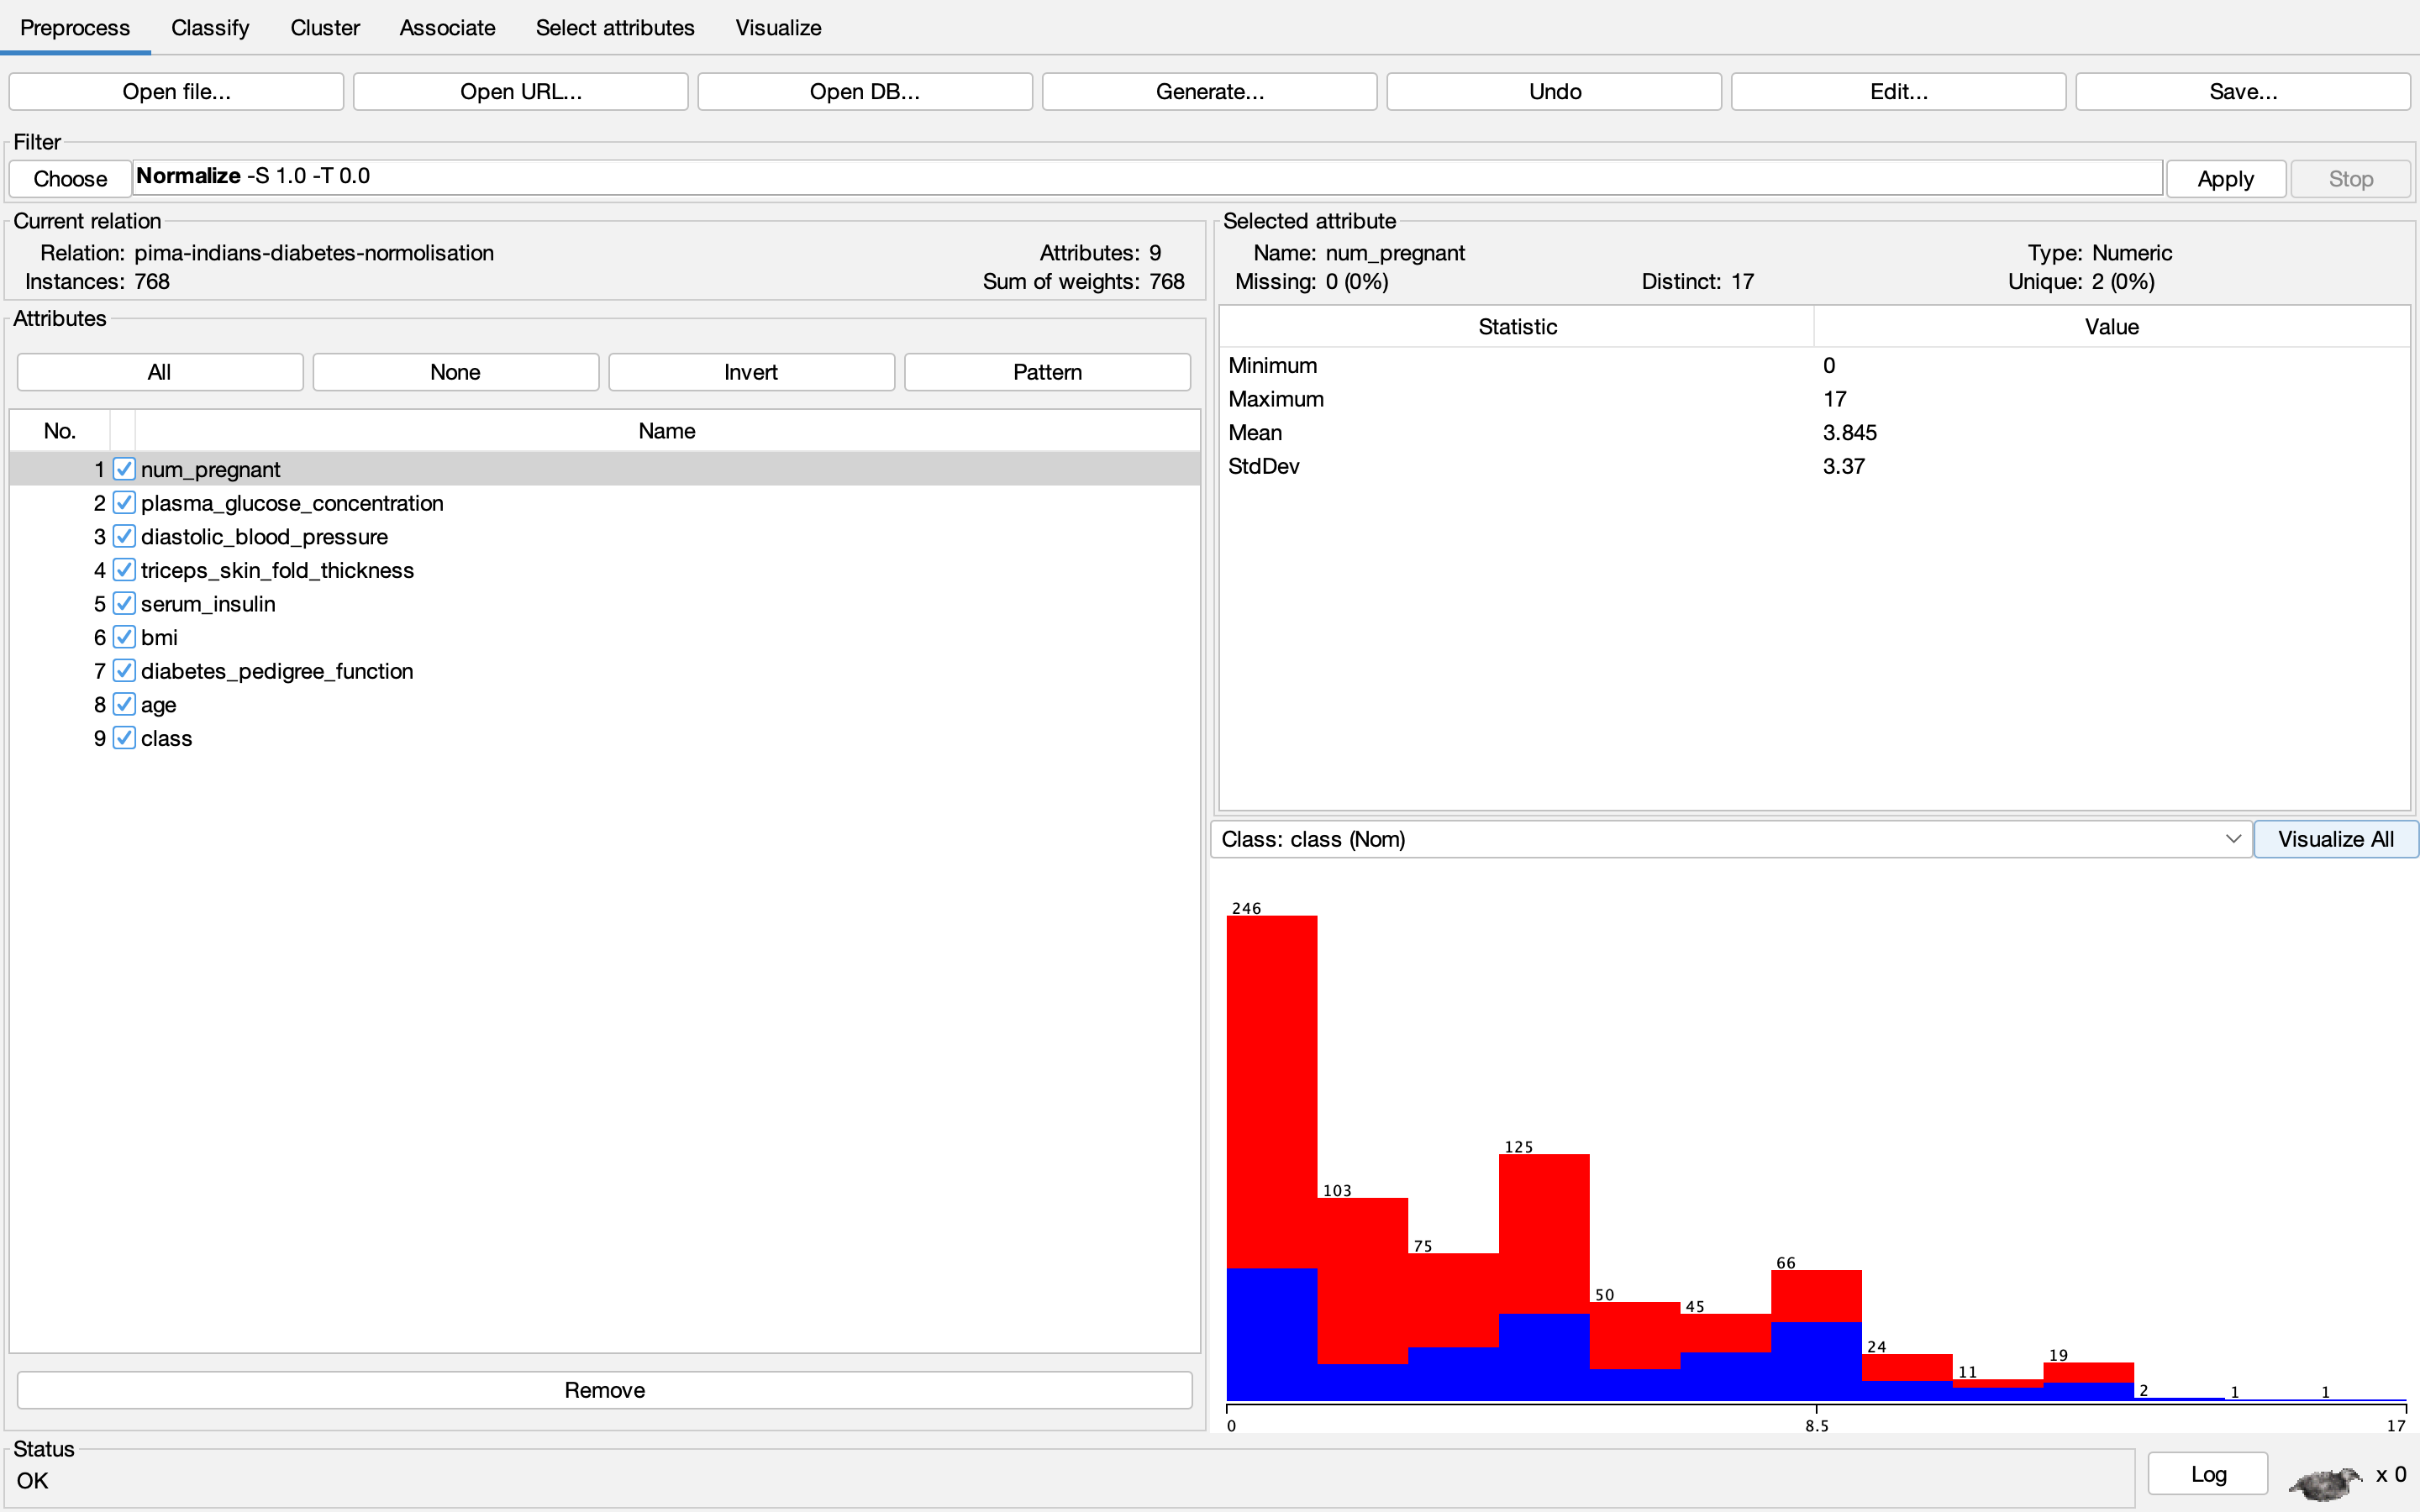 Preprocess Classify Cluster Associate Select attributes Visualize
Open file... Open URL... Open DB... Generate... Undo Edit... Save...
Filter
Choose Normalize -S 1.0 -T 0.0 Apply Stop
Current relation
Relation: pima-indians-diabetes-normolisation Attributes: 9
Instances: 768 Sum of weights: 768
Attributes
All None Invert Pattern
No. Name
1 num_pregnant
2 plasma_glucose_concentration
3 diastolic_blood_pressure
4 triceps_skin_fold_thickness
5 serum_insulin
6 bmi
7 diabetes_pedigree_function
8 age
9 class
Remove
Selected attribute
Name: num_pregnant Type: Numeric
Missing: 0 (0%) Distinct: 17 Unique: 2 (0%)
Statistic Value
Minimum 0
Maximum 17
Mean 3.845
StdDev 3.37
Class: class (Nom) Visualize All
246
103
75
125
50
45
66
24
11
19
2
1
1
0 8.5 17
Status
OK
Log x 0